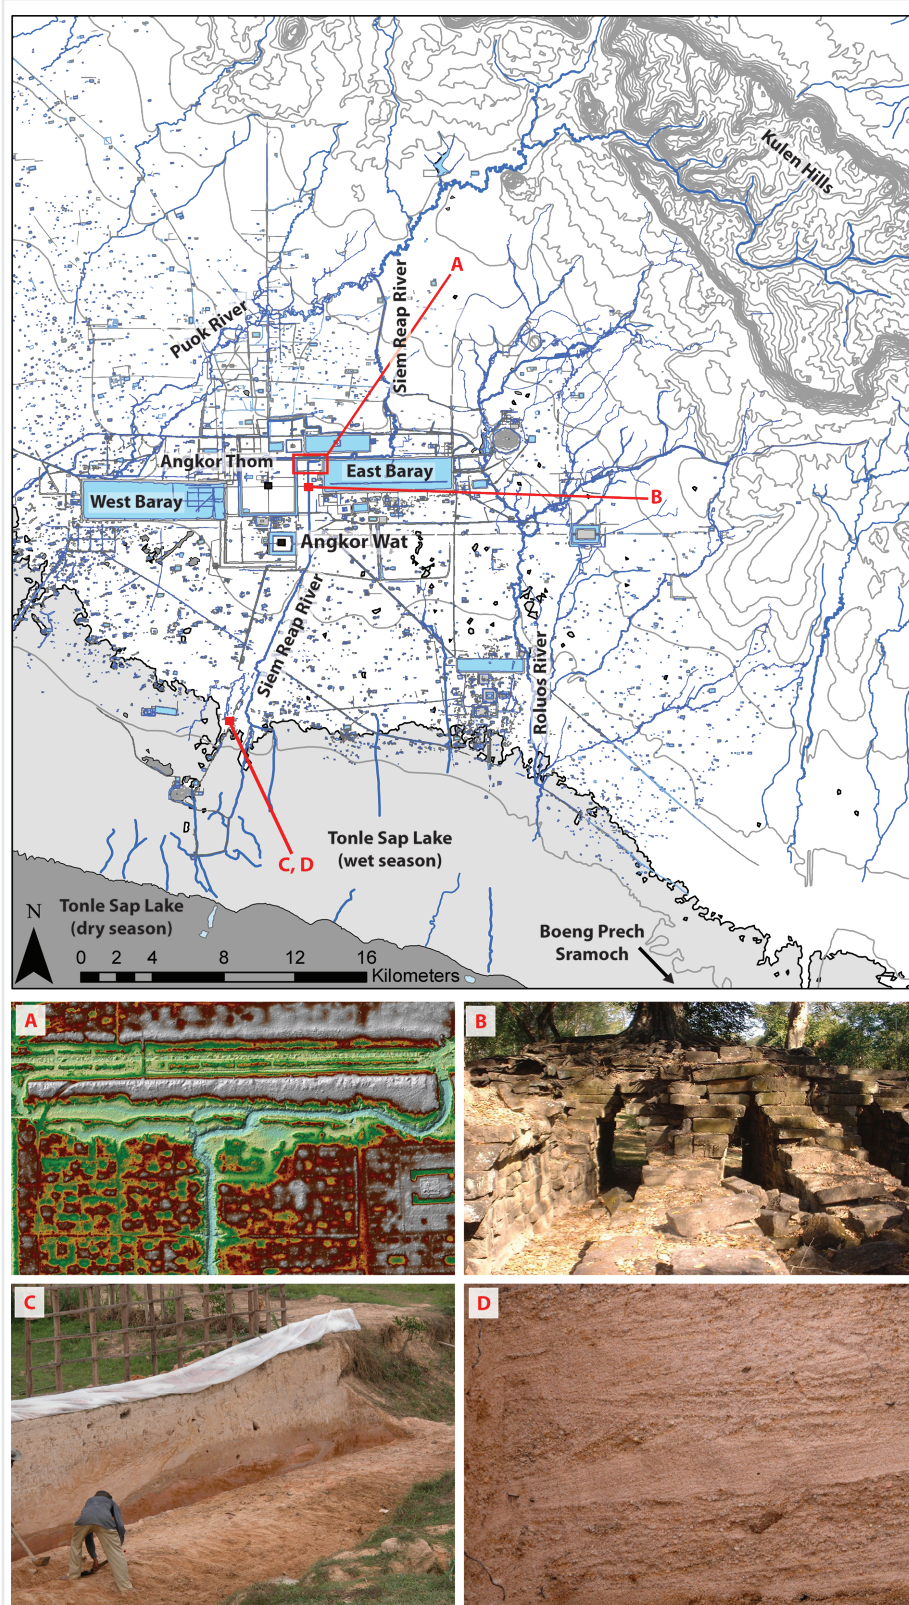 Kulen Hills
A
Siem Reap River
Puok River
Angkor Thom
East Baray
West Baray
B
Angkor Wat
Siem Reap River
Roluos River
Tonle Sap Lake
(wet season)
C, D
Tonle Sap Lake
(dry season)
N
Boeng Prech
Sramoch
0 2 4 8 12 16
Kilometers
A
B
C
D